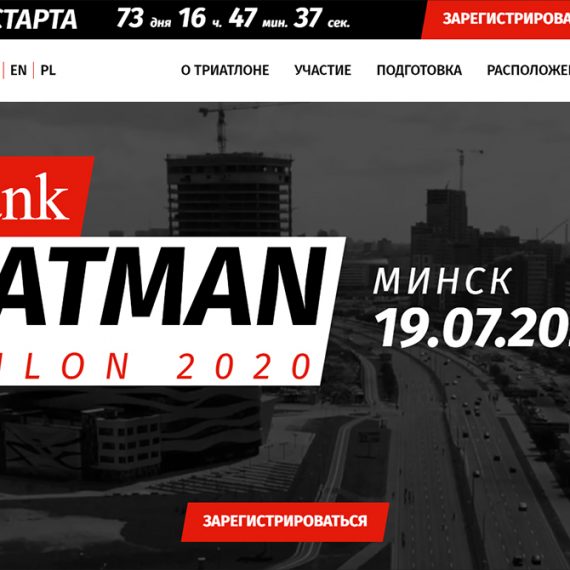 СТАРТА 73 дня 16 ч. 47 мин. 37 сек. ЗАРЕГИСТРИРОВА
EN PL О ТРИАТЛОНЕ УЧАСТИЕ ПОДГОТОВКА РАСПОЛОЖЕ
ank
ATMAN
LON 2020
МИНСК
19.07.20
ЗАРЕГИСТРИРОВАТЬСЯ